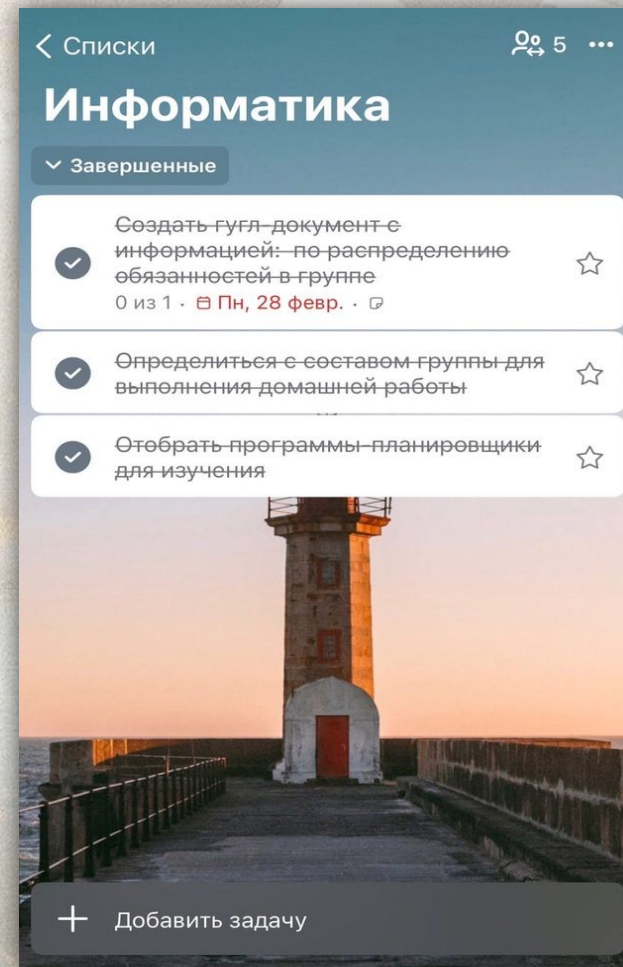 Списки
5
Информатика
Завершенные
Создать гугл-документ с
информацией: по распределению
обязанностей в группе
0 из 1 · Пн, 28 февр. ·
Определиться с составом группы для
выполнения домашней работы
Отобрать программы-планировщики
для изучения
Добавить задачу